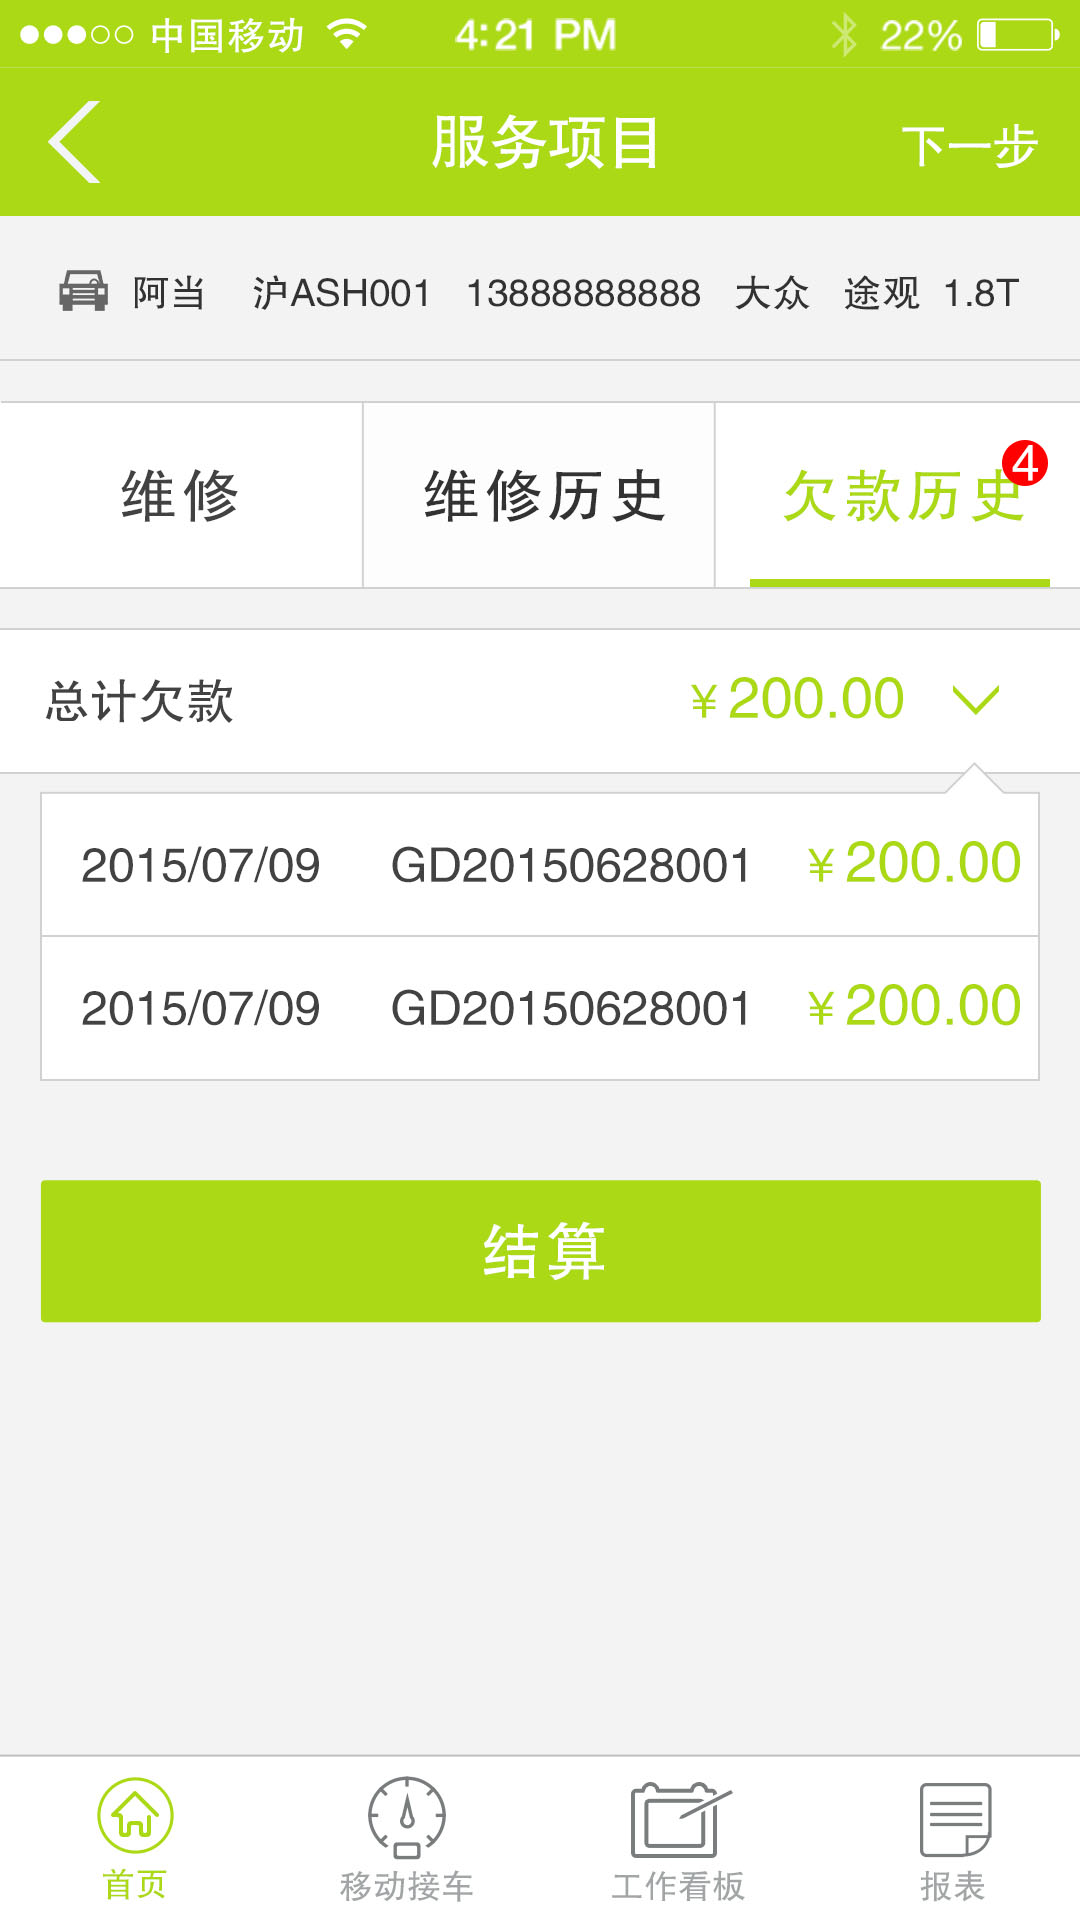 中国移动 4:21 PM 22%
服务项目 下一步
阿当 沪ASH001 13888888888 大众 途观 1.8T
维修 维修历史 欠款历史 4
总计欠款 ¥200.00
2015/07/09 GD20150628001 ¥200.00
2015/07/09 GD20150628001 ¥200.00
结算
首页 移动接车 工作看板 报表